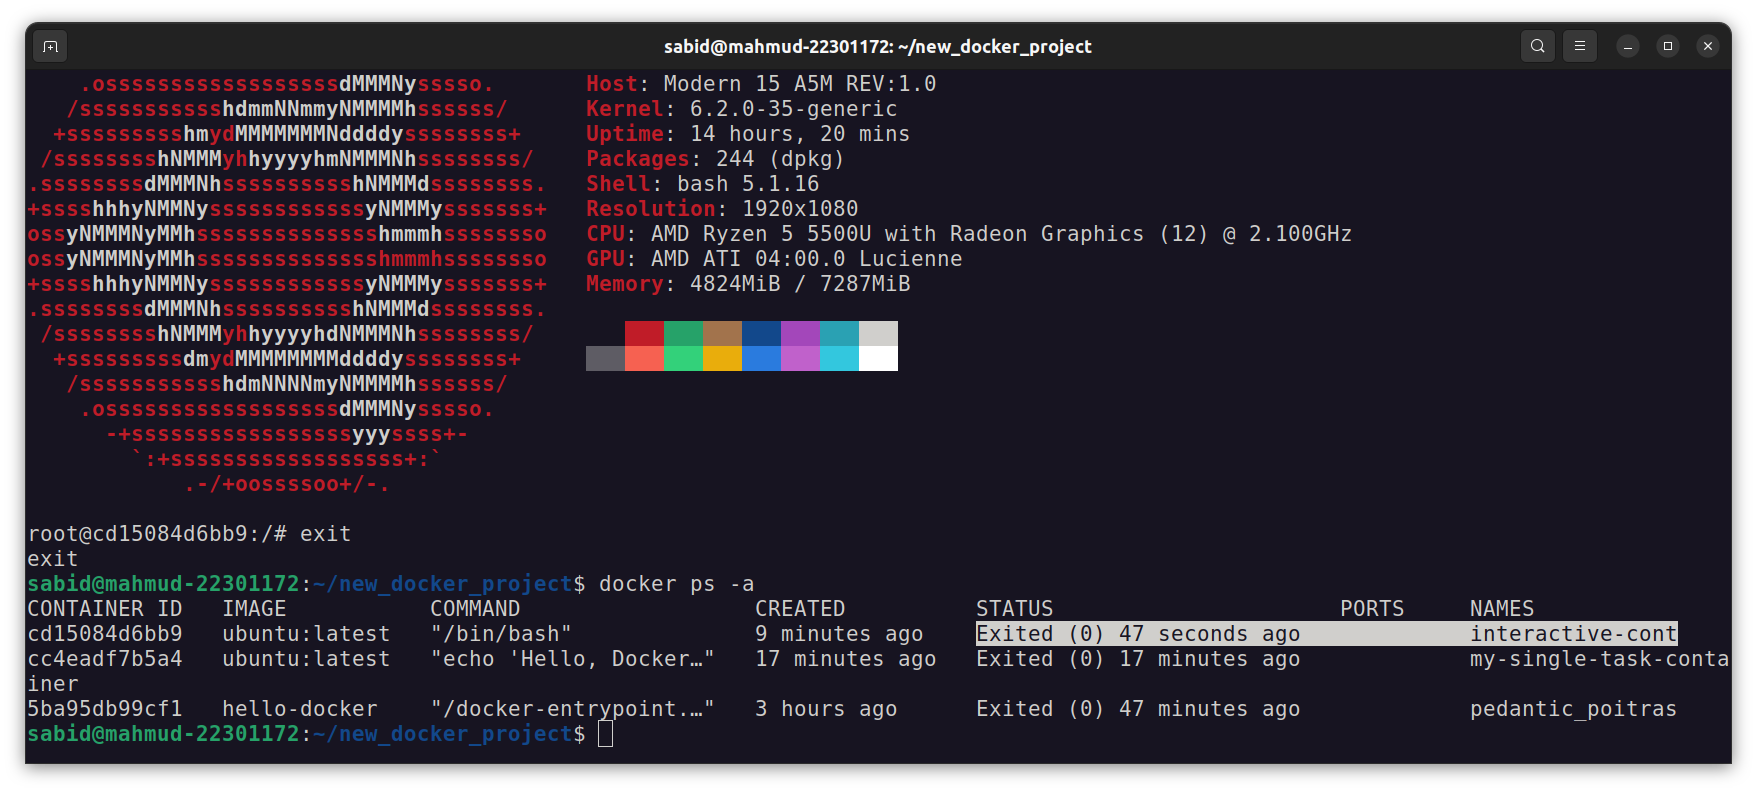 sabid@mahmud-22301172: ~/new_docker_project
.ossssssssssssssssssdMMMNysssso.       Host: Modern 15 A5M REV:1.0
/ssssssssssshdmmNNmmyNMMMMhssssss/      Kernel: 6.2.0-35-generic
+ssssssssshmydMMMMMMMNddddyssssssss+     Uptime: 14 hours, 20 mins
/sssssssshNMMMyhhyyyyhmNMMMNhssssssss/    Packages: 244 (dpkg)
.ssssssssdMMMNhsssssssssshNMMMdssssssss.   Shell: bash 5.1.16
+sssshhhyNMMNyssssssssssssyNMMMysssssss+   Resolution: 1920x1080
ossyNMMMNyMMhsssssssssssssshmmmhssssssso   CPU: AMD Ryzen 5 5500U with Radeon Graphics (12) @ 2.100GHz
ossyNMMMNyMMhsssssssssssssshmmmhssssssso   GPU: AMD ATI 04:00.0 Lucienne
+sssshhhyNMMNyssssssssssssyNMMMysssssss+   Memory: 4824MiB / 7287MiB
.ssssssssdMMMNhsssssssssshNMMMdssssssss.
/sssssssshNMMMyhhyyyyhdNMMMNhssssssss/
+sssssssssdmydMMMMMMMMddddyssssssss+
/ssssssssssshdmNNNNmyNMMMMhssssss/
.ossssssssssssssssssdMMMNysssso.
-+sssssssssssssssssyyyssss+-
`:+ssssssssssssssssss+:`
.-/+oossssoo+/-.
root@cd15084d6bb9:/# exit
exit
sabid@mahmud-22301172:~/new_docker_project$ docker ps -a
CONTAINER ID   IMAGE           COMMAND                  CREATED          STATUS                      PORTS     NAMES
cd15084d6bb9   ubuntu:latest   "/bin/bash"              9 minutes ago    Exited (0) 47 seconds ago             interactive-cont
cc4eadf7b5a4   ubuntu:latest   "echo 'Hello, Docker…"   17 minutes ago   Exited (0) 17 minutes ago             my-single-task-conta
iner
5ba95db99cf1   hello-docker    "/docker-entrypoint.…"   3 hours ago      Exited (0) 47 minutes ago             pedantic_poitras
sabid@mahmud-22301172:~/new_docker_project$